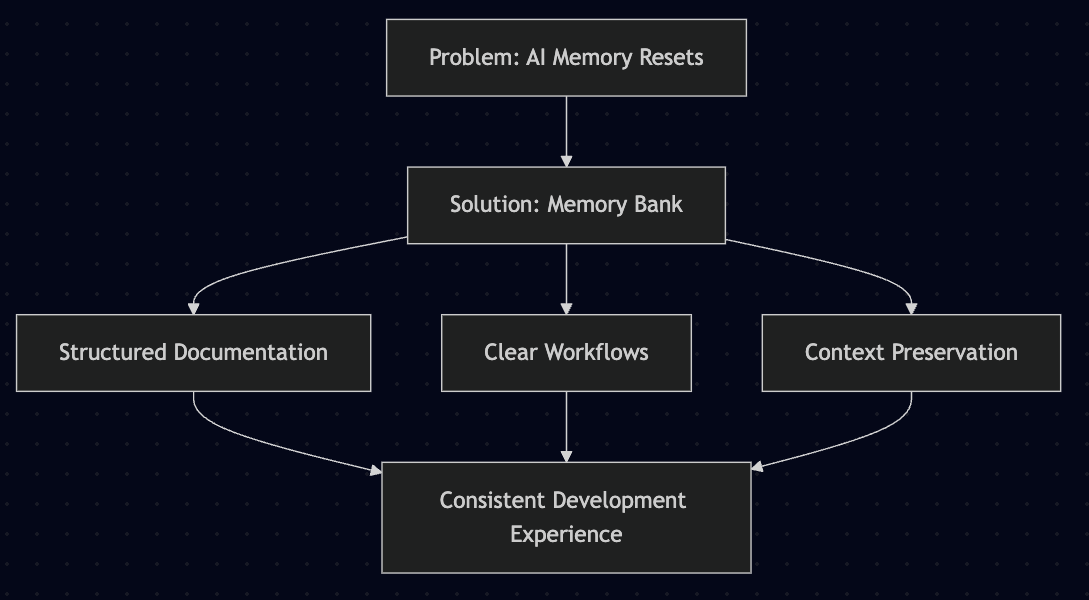 Problem: AI Memory Resets
Solution: Memory Bank
Structured Documentation
Clear Workflows
Context Preservation
Consistent Development
Experience